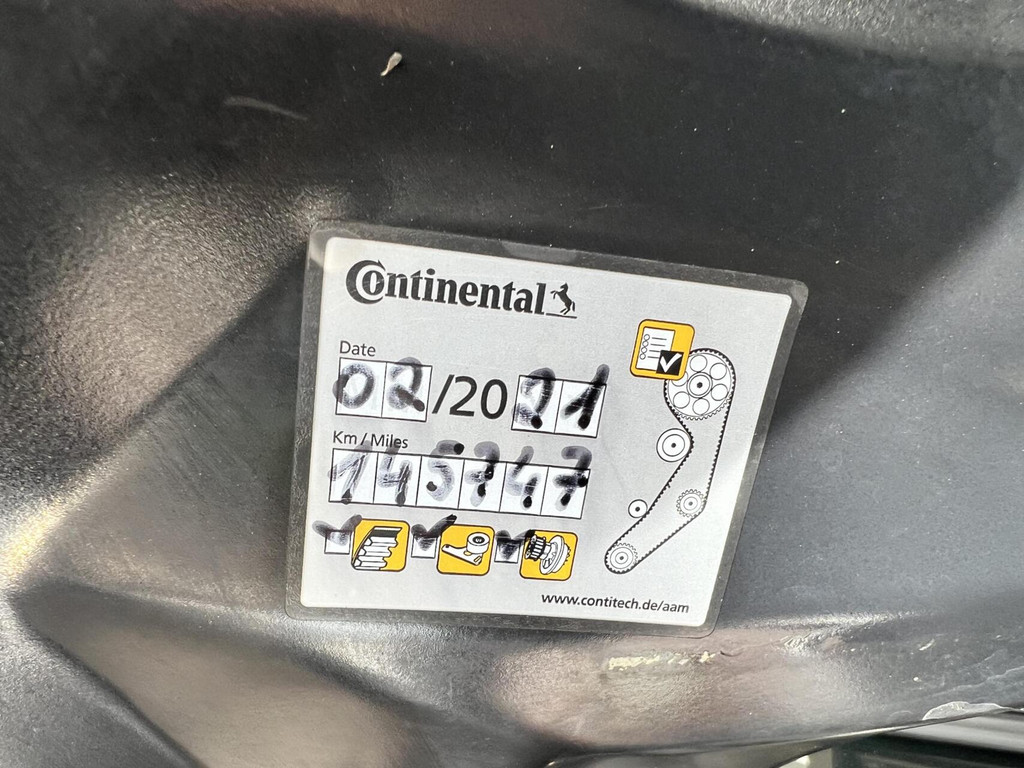 Continental
Date
02/2021
Km/Miles
145747
www.contitech.de/aam